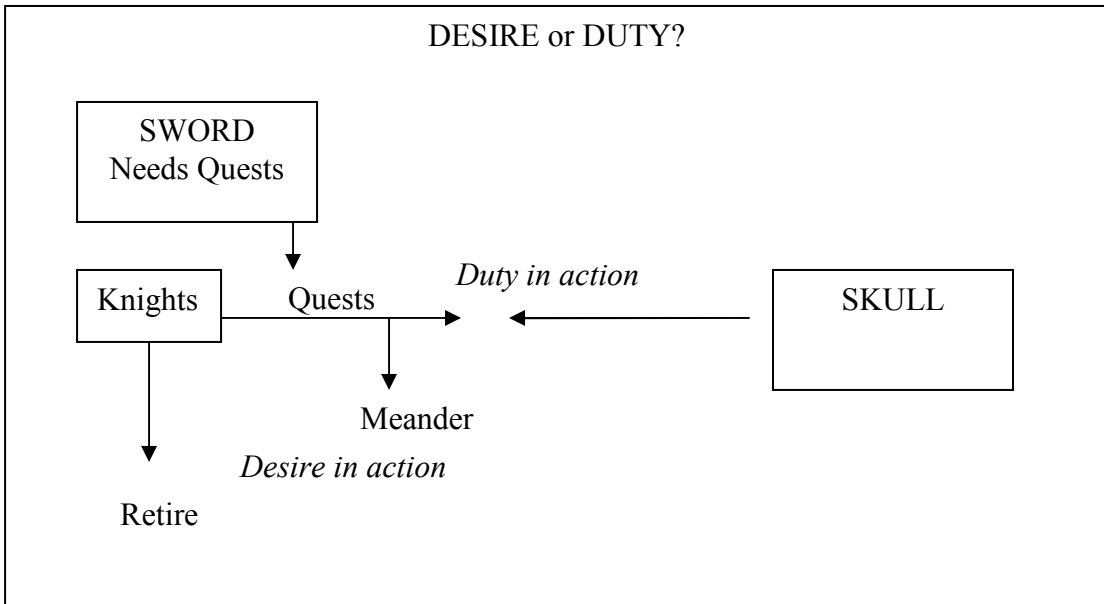 DESIRE or DUTY?
SWORD
Needs Quests
Knights
Quests
Duty in action
SKULL
Meander
Desire in action
Retire